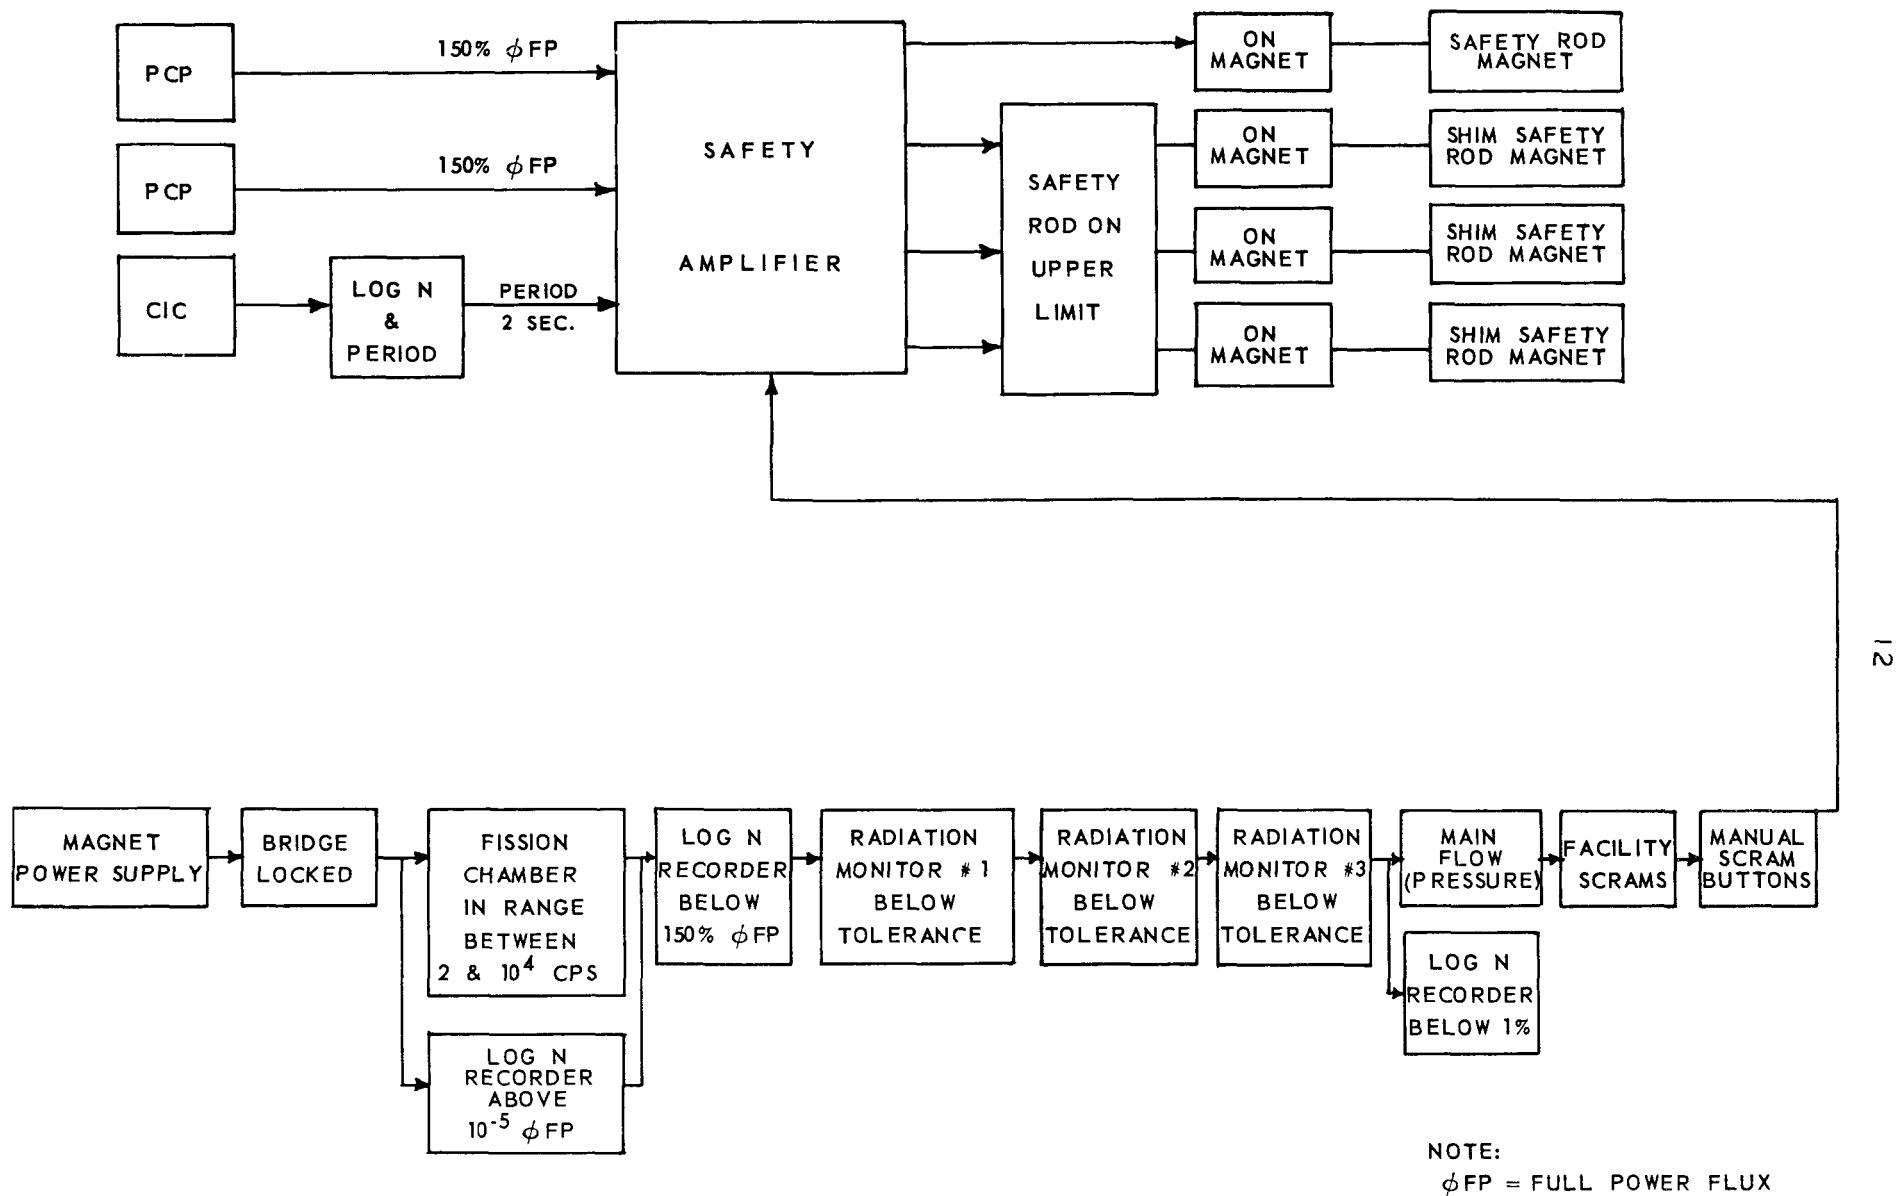 PCP
150% ϕFP
PCP
150% ϕFP
CIC
LOG N
&
PERIOD
PERIOD
2 SEC.
SAFETY
AMPLIFIER
SAFETY
ROD ON
UPPER
LIMIT
ON
MAGNET
SAFETY ROD
MAGNET
ON
MAGNET
SHIM SAFETY
ROD MAGNET
ON
MAGNET
SHIM SAFETY
ROD MAGNET
ON
MAGNET
SHIM SAFETY
ROD MAGNET
12
MAGNET
POWER SUPPLY
BRIDGE
LOCKED
FISSION
CHAMBER
IN RANGE
BETWEEN
2 & 10⁴ CPS
LOG N
RECORDER
ABOVE
10⁻⁵ ϕFP
LOG N
RECORDER
BELOW
150% ϕFP
RADIATION
MONITOR #1
BELOW
TOLERANCE
RADIATION
MONITOR #2
BELOW
TOLERANCE
RADIATION
MONITOR #3
BELOW
TOLERANCE
MAIN
FLOW
(PRESSURE)
LOG N
RECORDER
BELOW 1%
FACILITY
SCRAMS
MANUAL
SCRAM
BUTTONS
NOTE:
ϕFP = FULL POWER FLUX